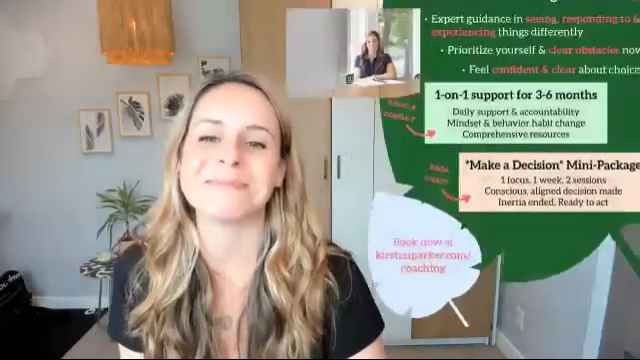 • Expert guidance in seeing, responding to &
experiencing things differently
• Prioritize yourself & clear obstacles now
• Feel confident & clear about choice
1-on-1 support for 3-6 months
Daily support & accountability
Mindset & behavior habit change
Comprehensive resources
BOOK A
CONSULT
*Make a Decision* Mini-Package
1 focus, 1 week, 2 sessions
Conscious, aligned decision made
Inertia ended, Ready to act
BOOK
Book now at
kirstenparker.com/
coaching